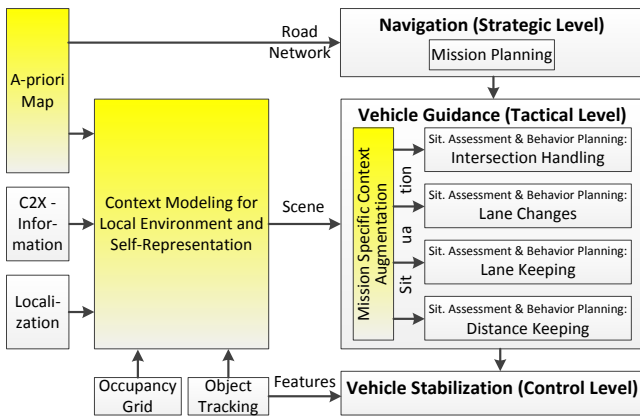 Road
Network
Navigation (Strategic Level)
Mission Planning
A-priori
Map
Vehicle Guidance (Tactical Level)
Context Modeling for
Local Environment and
Self-Representation
Scene
Mission Specific Context
Augmentation
Sit ua tion
Sit. Assessment & Behavior Planning:
Intersection Handling
Sit. Assessment & Behavior Planning:
Lane Changes
Sit. Assessment & Behavior Planning:
Lane Keeping
Sit. Assessment & Behavior Planning:
Distance Keeping
C2X -
Infor-
mation
Locali-
zation
Occupancy
Grid
Object
Tracking
Features
Vehicle Stabilization (Control Level)